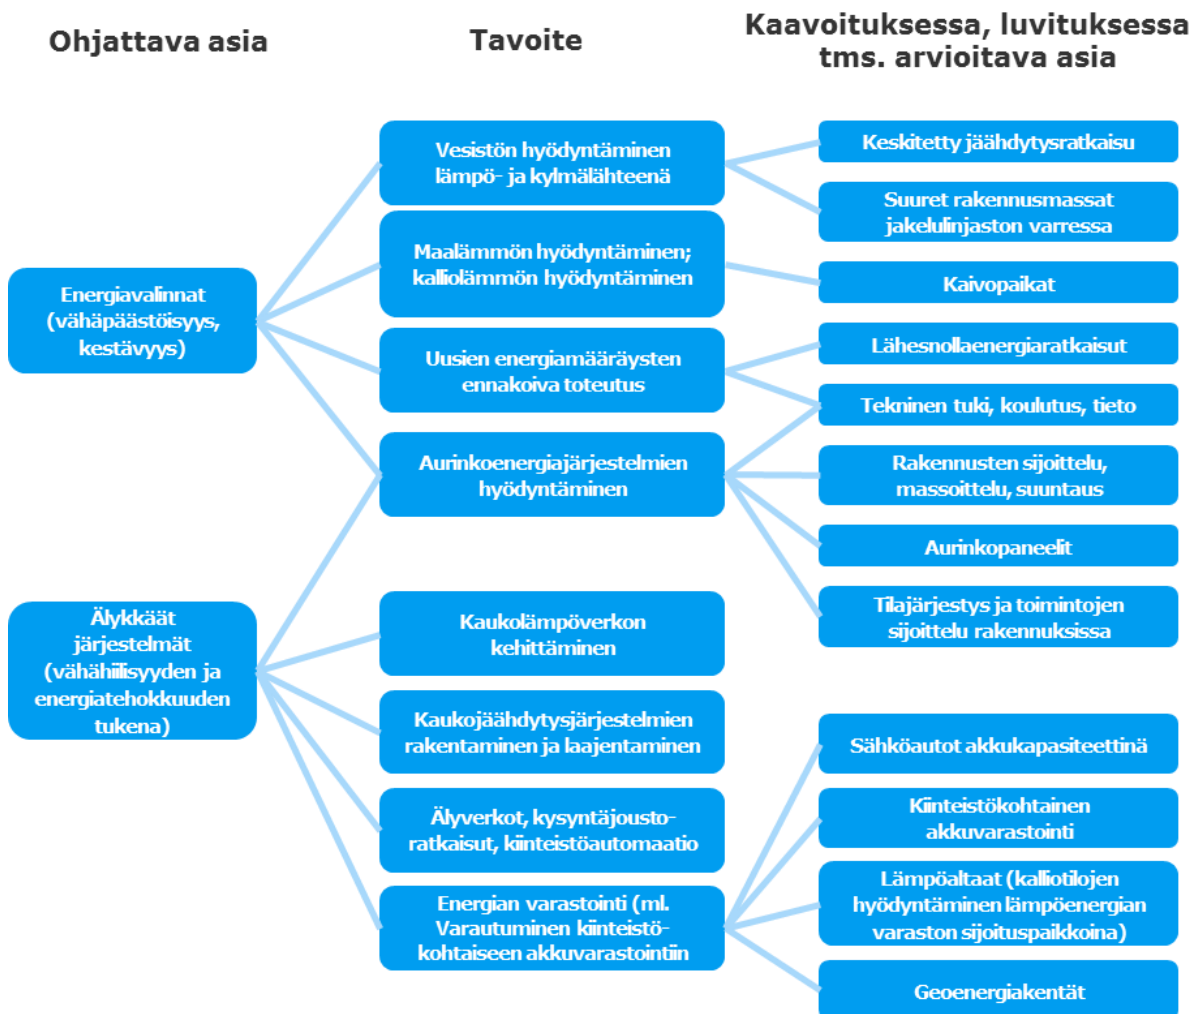 Ohjattava asia
Tavoite
Kaavoituksessa, luvituksessa
tms. arvioitava asia
Energiavalinnat
(vähäpäästöisyys,
kestävyys)
Älykkäät
järjestelmät
(vähähiilisyyden ja
energiatehokkuuden
tukena)
Vesistön hyödyntäminen
lämpö- ja kylmälähteenä
Maalämmön hyödyntäminen;
kalliolämmön hyödyntäminen
Uusien energiamääräysten
ennakoiva toteutus
Aurinkoenergiajärjestelmien
hyödyntäminen
Kaukolämpöverkon
kehittäminen
Kaukojäähdytysjärjestelmien
rakentaminen ja laajentaminen
Älyverkot, kysyntäjousto-
ratkaisut, kiinteistöautomaatio
Energian varastointi (ml.
Varautuminen kiinteistö-
kohtaiseen akkuvarastointiin
Keskitetty jäähdytysratkaisu
Suuret rakennusmassat
jakelulinjaston varressa
Kaivopaikat
Lähesnollaenergiaratkaisut
Tekninen tuki, koulutus, tieto
Rakennusten sijoittelu,
massoittelu, suuntaus
Aurinkopaneelit
Tilajärjestys ja toimintojen
sijoittelu rakennuksissa
Sähköautot akkukapasiteettinä
Kiinteistökohtainen
akkuvarastointi
Lämpöaltaat (kalliotilojen
hyödyntäminen lämpöenergian
varaston sijoituspaikkoina)
Geoenergiakentät